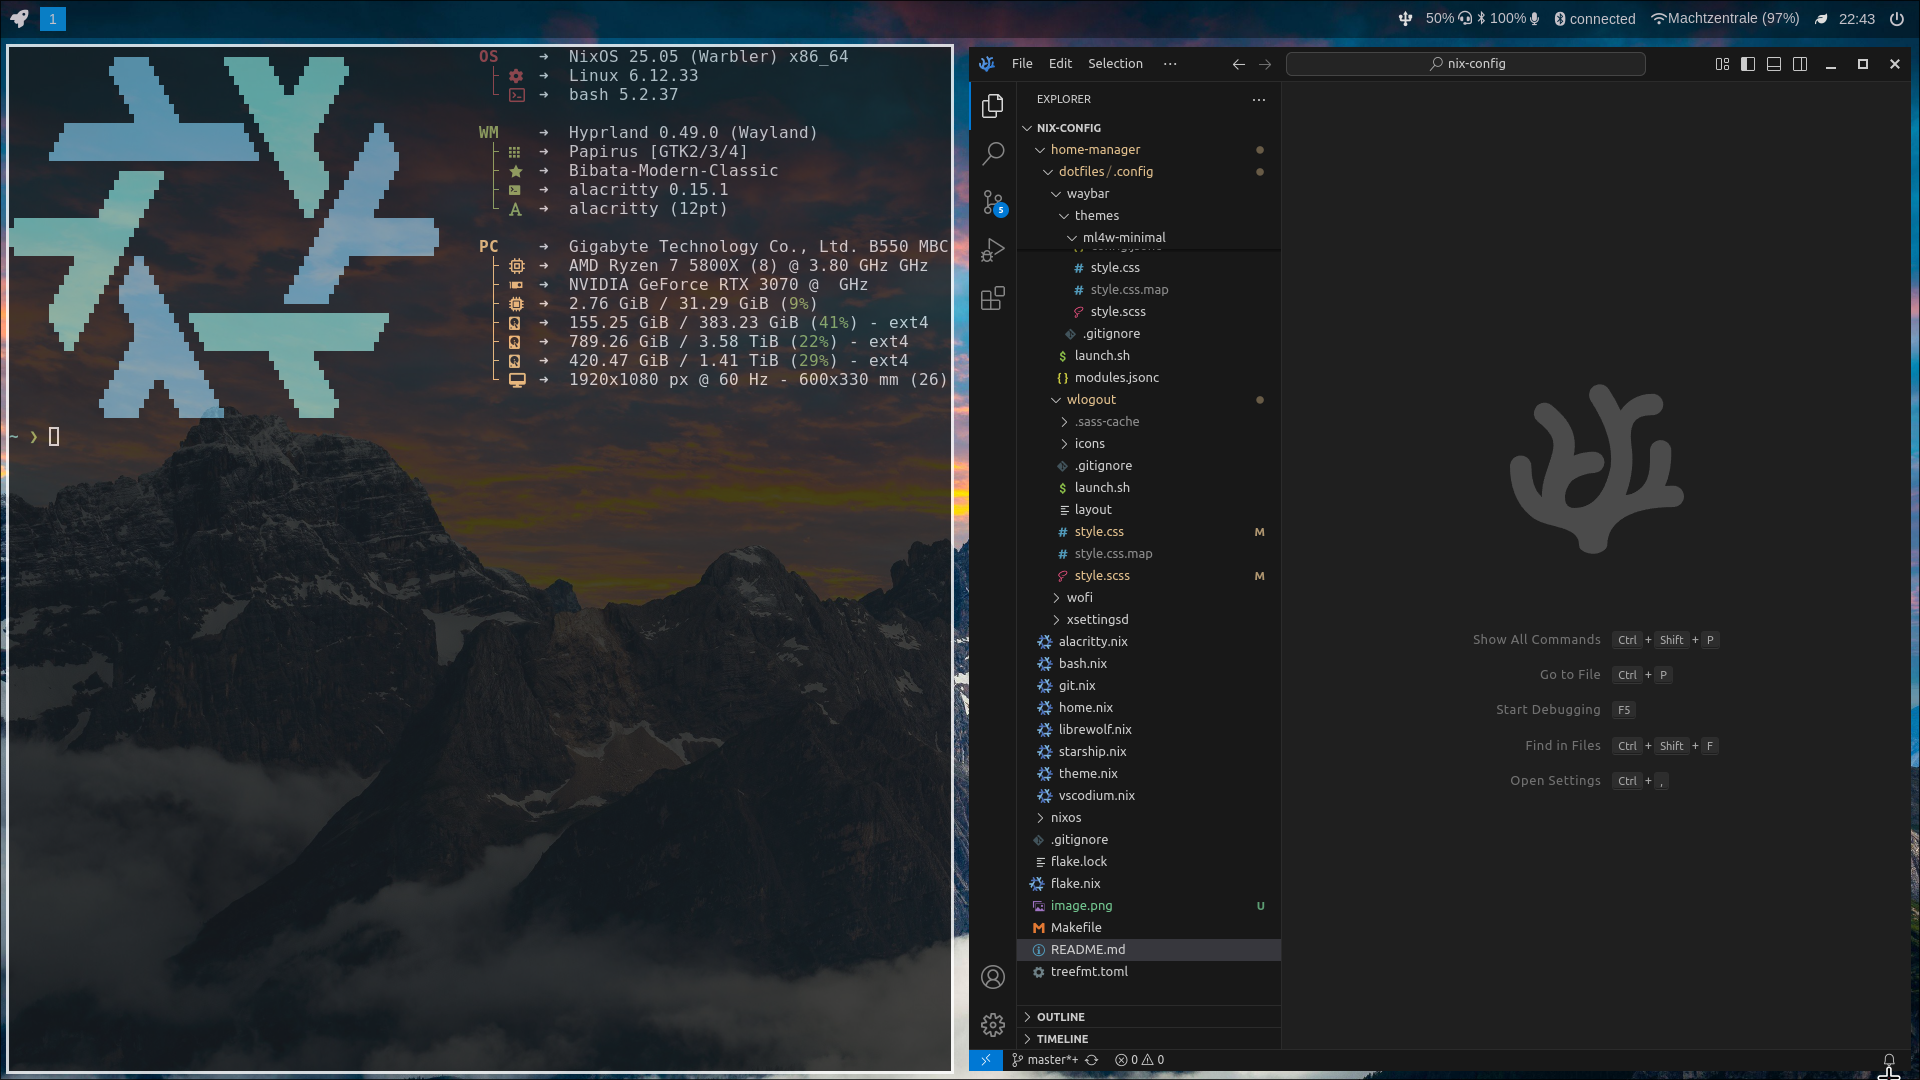 1
50%
100%
connected
Machtzentrale (97%)
22:43
OS ➜ NixOS 25.05 (Warbler) x86_64
➜ Linux 6.12.33
➜ bash 5.2.37
WM ➜ Hyprland 0.49.0 (Wayland)
➜ Papirus [GTK2/3/4]
➜ Bibata-Modern-Classic
➜ alacritty 0.15.1
➜ alacritty (12pt)
PC ➜ Gigabyte Technology Co., Ltd. B550 MBC
➜ AMD Ryzen 7 5800X (8) @ 3.80 GHz GHz
➜ NVIDIA GeForce RTX 3070 @  GHz
➜ 2.76 GiB / 31.29 GiB (9%)
➜ 155.25 GiB / 383.23 GiB (41%) - ext4
➜ 789.26 GiB / 3.58 TiB (22%) - ext4
➜ 420.47 GiB / 1.41 TiB (29%) - ext4
➜ 1920x1080 px @ 60 Hz - 600x330 mm (26)
~ ❯
File Edit Selection ···
nix-config
EXPLORER ···
NIX-CONFIG
home-manager
dotfiles / .config
waybar
themes
ml4w-minimal
style.css
style.css.map
style.scss
.gitignore
launch.sh
modules.jsonc
wlogout
.sass-cache
icons
.gitignore
launch.sh
layout
style.css M
style.css.map
style.scss M
wofi
xsettingsd
alacritty.nix
bash.nix
git.nix
home.nix
librewolf.nix
starship.nix
theme.nix
vscodium.nix
nixos
.gitignore
flake.lock
flake.nix
image.png U
Makefile
README.md
treefmt.toml
OUTLINE
TIMELINE
5
Show All Commands Ctrl + Shift + P
Go to File Ctrl + P
Start Debugging F5
Find in Files Ctrl + Shift + F
Open Settings Ctrl + ,
master*+ 0 0